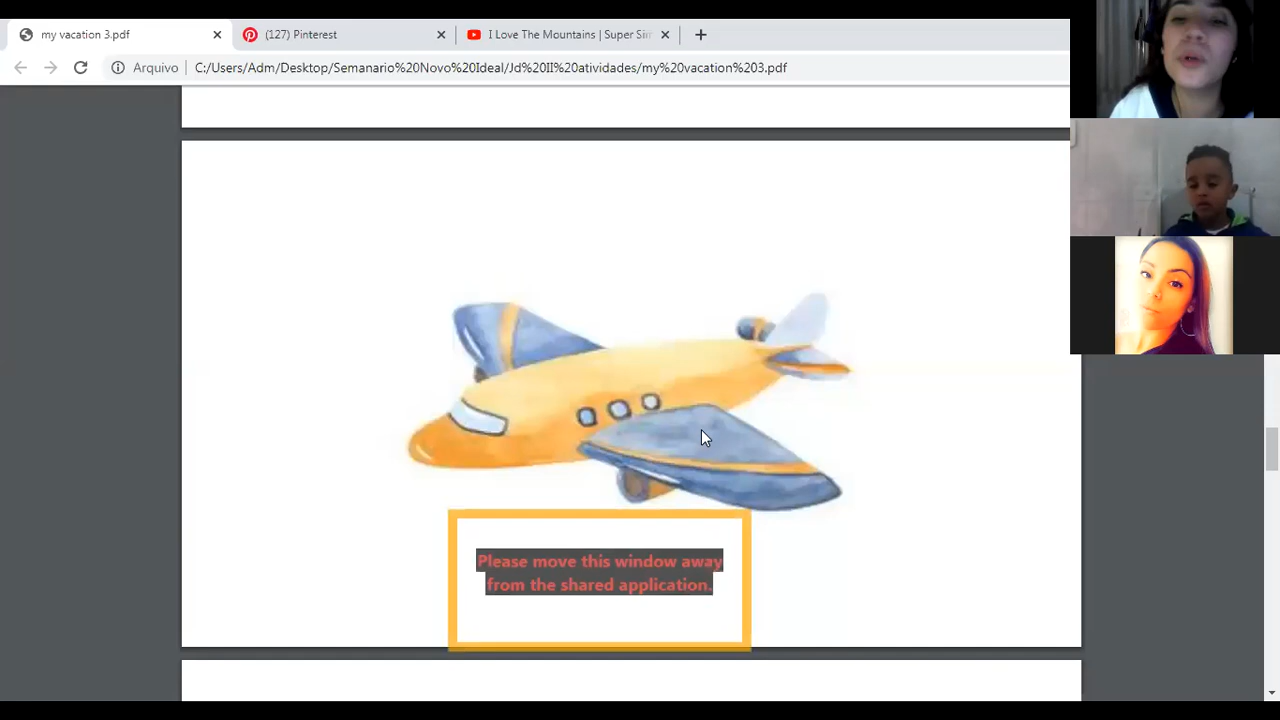 my vacation 3.pdf
(127) Pinterest
I Love The Mountains | Super Sim
Arquivo
C:/Users/Adm/Desktop/Semanario%20Novo%20Ideal/Jd%20II%20atividades/my%20vacation%203.pdf
Please move this window away
from the shared application.